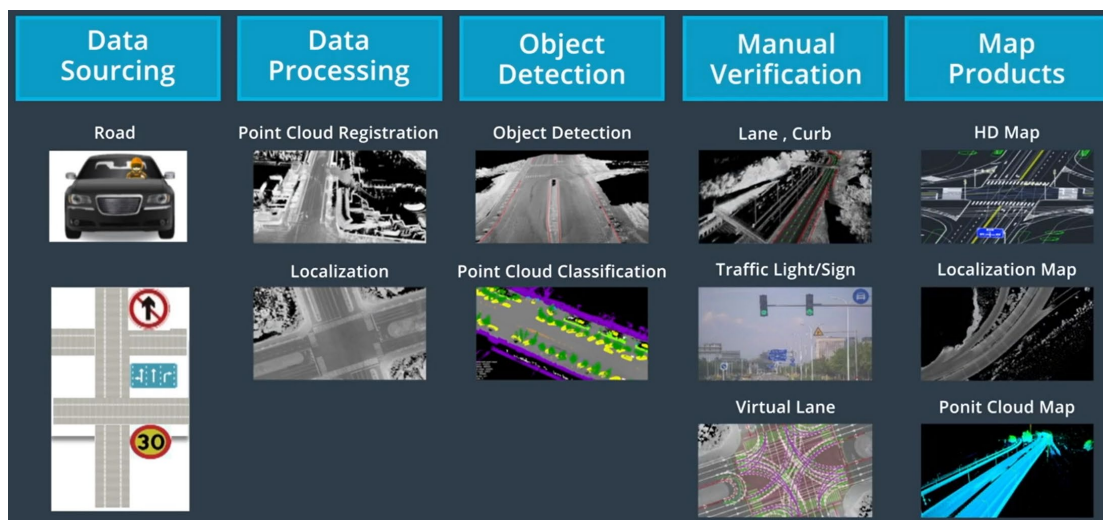 Data
Sourcing
Data
Processing
Object
Detection
Manual
Verification
Map
Products
Road
Point Cloud Registration
Object Detection
Lane , Curb
HD Map
Localization
Point Cloud Classification
Traffic Light/Sign
Localization Map
30
Virtual Lane
Ponit Cloud Map